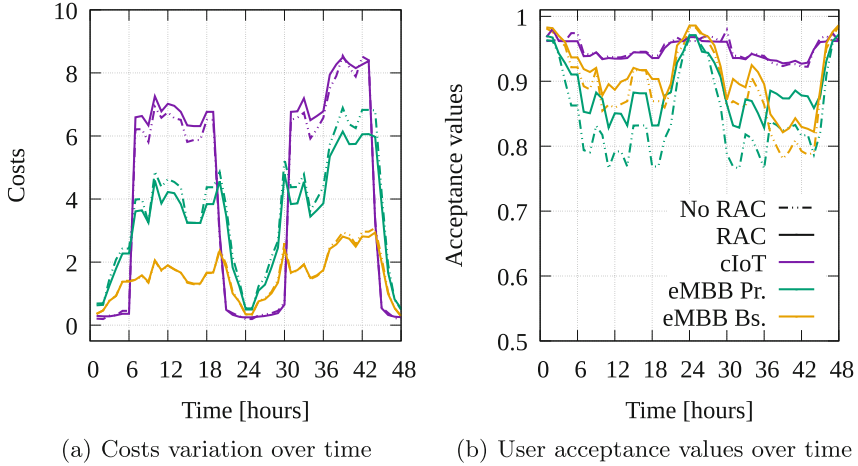 10
8
6
4
2
0
Costs
0 6 12 18 24 30 36 42 48
Time [hours]
(a) Costs variation over time
1
0.9
0.8
0.7
0.6
0.5
Acceptance values
No RAC
RAC
cIoT
eMBB Pr.
eMBB Bs.
0 6 12 18 24 30 36 42 48
Time [hours]
(b) User acceptance values over time